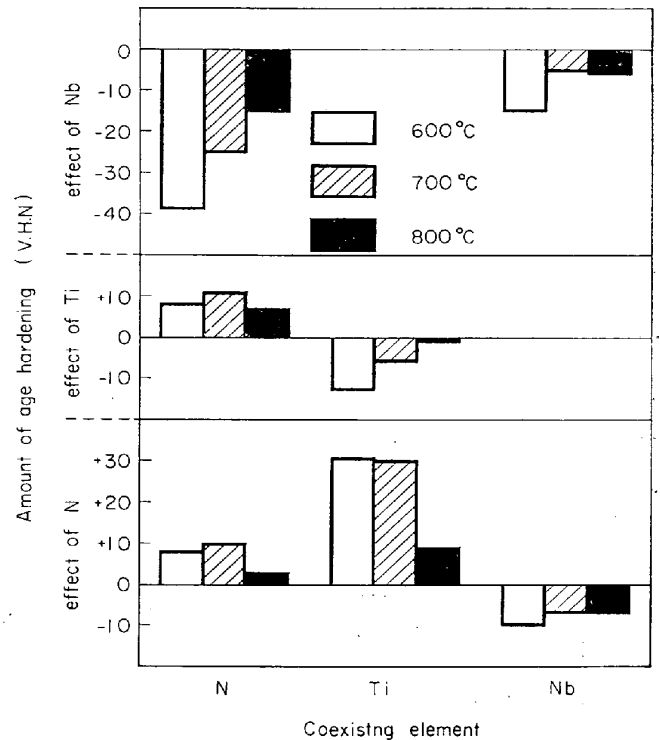 0
-10
-20
-30
-40
effect of Nb
600°C
700°C
800°C
+10
0
-10
effect of Ti
+30
+20
+10
0
-10
effect of N
Amount of age hardening (V.H.N)
N Ti Nb
Coexistng element